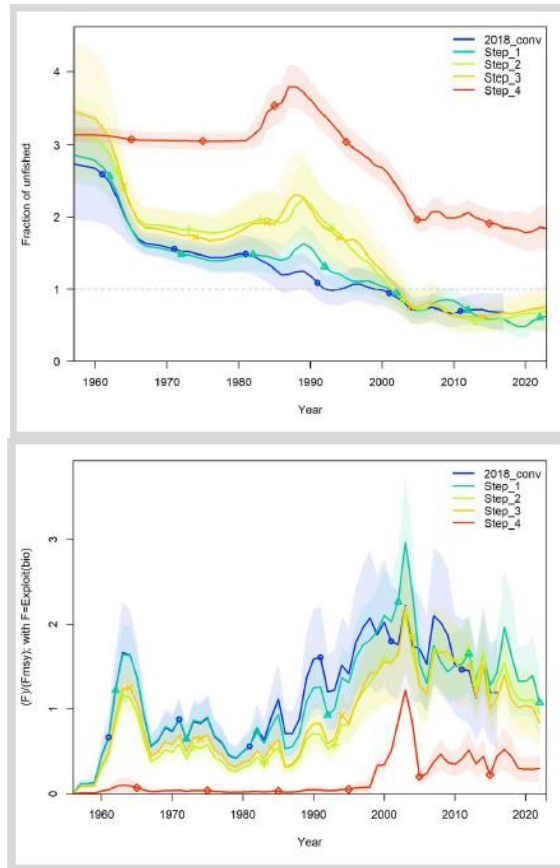 2018_conv
Step_1
Step_2
Step_3
Step_4
Fraction of unfished
4
3
2
1
0
1960 1970 1980 1990 2000 2010 2020
Year
2018_conv
Step_1
Step_2
Step_3
Step_4
(F)/(Fmsy); with F=Exploit(bio)
3
2
1
0
1960 1970 1980 1990 2000 2010 2020
Year